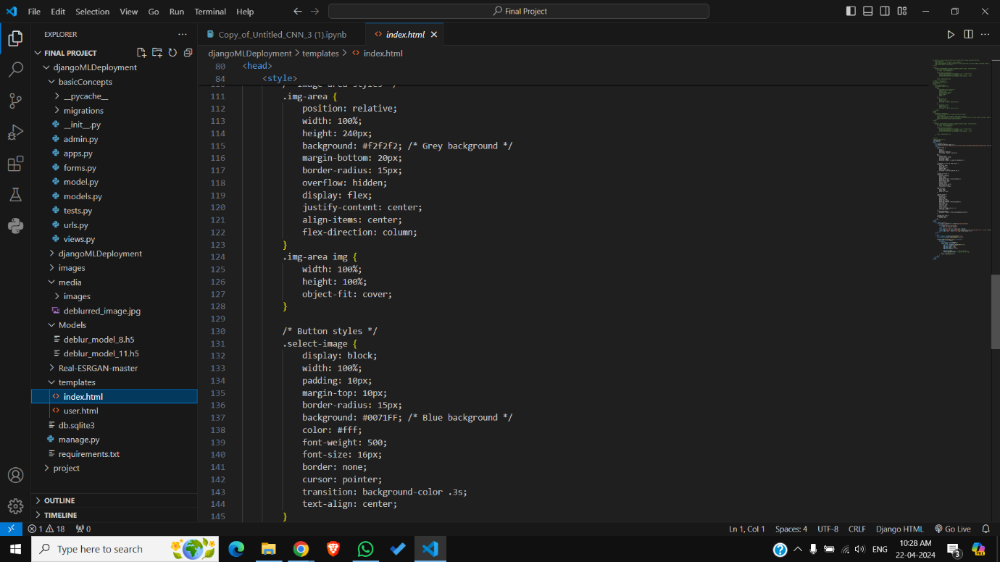 File Edit Selection View Go Run Terminal Help
Final Project
EXPLORER
FINAL PROJECT
djangoMLDeployment
basicConcepts
__pycache__
migrations
__init__.py
admin.py
apps.py
forms.py
model.py
models.py
tests.py
urls.py
views.py
djangoMLDeployment
images
media
images
deblurred_image.jpg
Models
deblur_model_8.h5
deblur_model_11.h5
Real-ESRGAN-master
templates
index.html
user.html
db.sqlite3
manage.py
requirements.txt
project
OUTLINE
TIMELINE
Copy_of_Untitled_CNN_3 (1).ipynb
index.html
djangoMLDeployment > templates > index.html
80 <head>
84 <style>
111 .img-area {
112 position: relative;
113 width: 100%;
114 height: 240px;
115 background: #f2f2f2; /* Grey background */
116 margin-bottom: 20px;
117 border-radius: 15px;
118 overflow: hidden;
119 display: flex;
120 justify-content: center;
121 align-items: center;
122 flex-direction: column;
123 }
124 .img-area img {
125 width: 100%;
126 height: 100%;
127 object-fit: cover;
128 }
129
130 /* Button styles */
131 .select-image {
132 display: block;
133 width: 100%;
134 padding: 10px;
135 margin-top: 10px;
136 border-radius: 15px;
137 background: #0071FF; /* Blue background */
138 color: #fff;
139 font-weight: 500;
140 font-size: 16px;
141 border: none;
142 cursor: pointer;
143 transition: background-color .3s;
144 text-align: center;
145 }
1 18 0
Ln 1, Col 1 Spaces: 4 UTF-8 CRLF Django HTML Go Live
Type here to search
ENG
10:28 AM
22-04-2024
3
PRE